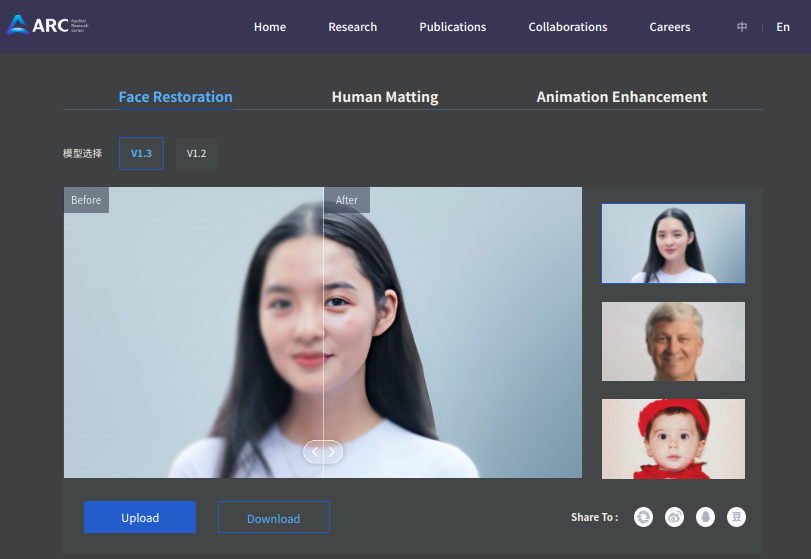 ARC Applied Research Center
Home Research Publications Collaborations Careers 中 En
Face Restoration Human Matting Animation Enhancement
模型选择 V1.3 V1.2
Before After
Upload Download Share To : 豆